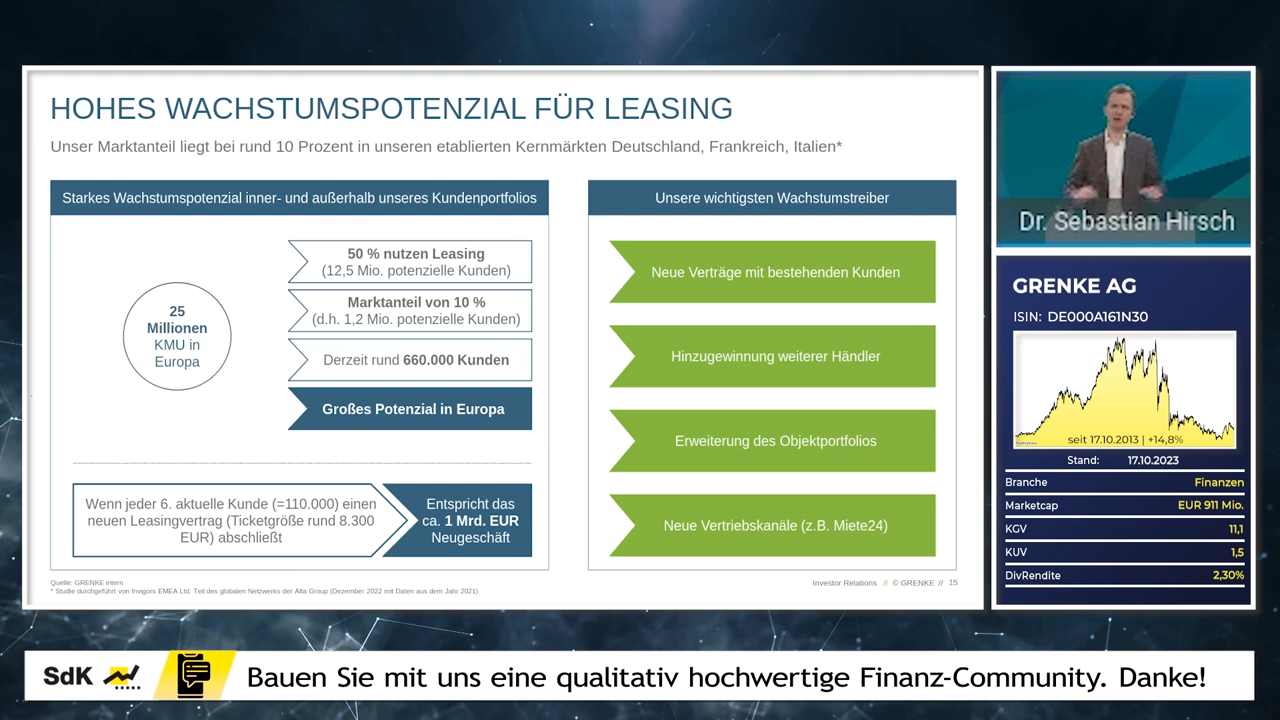 HOHES WACHSTUMSPOTENZIAL FÜR LEASING
Unser Marktanteil liegt bei rund 10 Prozent in unseren etablierten Kernmärkten Deutschland, Frankreich, Italien*
Starkes Wachstumspotenzial inner- und außerhalb unseres Kundenportfolios
25
Millionen
KMU in
Europa
50 % nutzen Leasing
(12,5 Mio. potenzielle Kunden)
Marktanteil von 10 %
(d.h. 1,2 Mio. potenzielle Kunden)
Derzeit rund 660.000 Kunden
Großes Potenzial in Europa
Wenn jeder 6. aktuelle Kunde (=110.000) einen
neuen Leasingvertrag (Ticketgröße rund 8.300
EUR) abschließt
Entspricht das
ca. 1 Mrd. EUR
Neugeschäft
Unsere wichtigsten Wachstumstreiber
Neue Verträge mit bestehenden Kunden
Hinzugewinnung weiterer Händler
Erweiterung des Objektportfolios
Neue Vertriebskanäle (z.B. Miete24)
Quelle: GRENKE intern
* Studie durchgeführt von Invigors EMEA Ltd. Teil des globalen Netzwerks der Alta Group (Dezember 2022 mit Daten aus dem Jahr 2021)
Investor Relations // © GRENKE // 15
Dr. Sebastian Hirsch
GRENKE AG
ISIN: DE000A161N30
seit 17.10.2013 | +14,8%
Stand: 17.10.2023
Branche Finanzen
Marketcap EUR 911 Mio.
KGV 11,1
KUV 1,5
DivRendite 2,30%
SdK
Bauen Sie mit uns eine qualitativ hochwertige Finanz-Community. Danke!